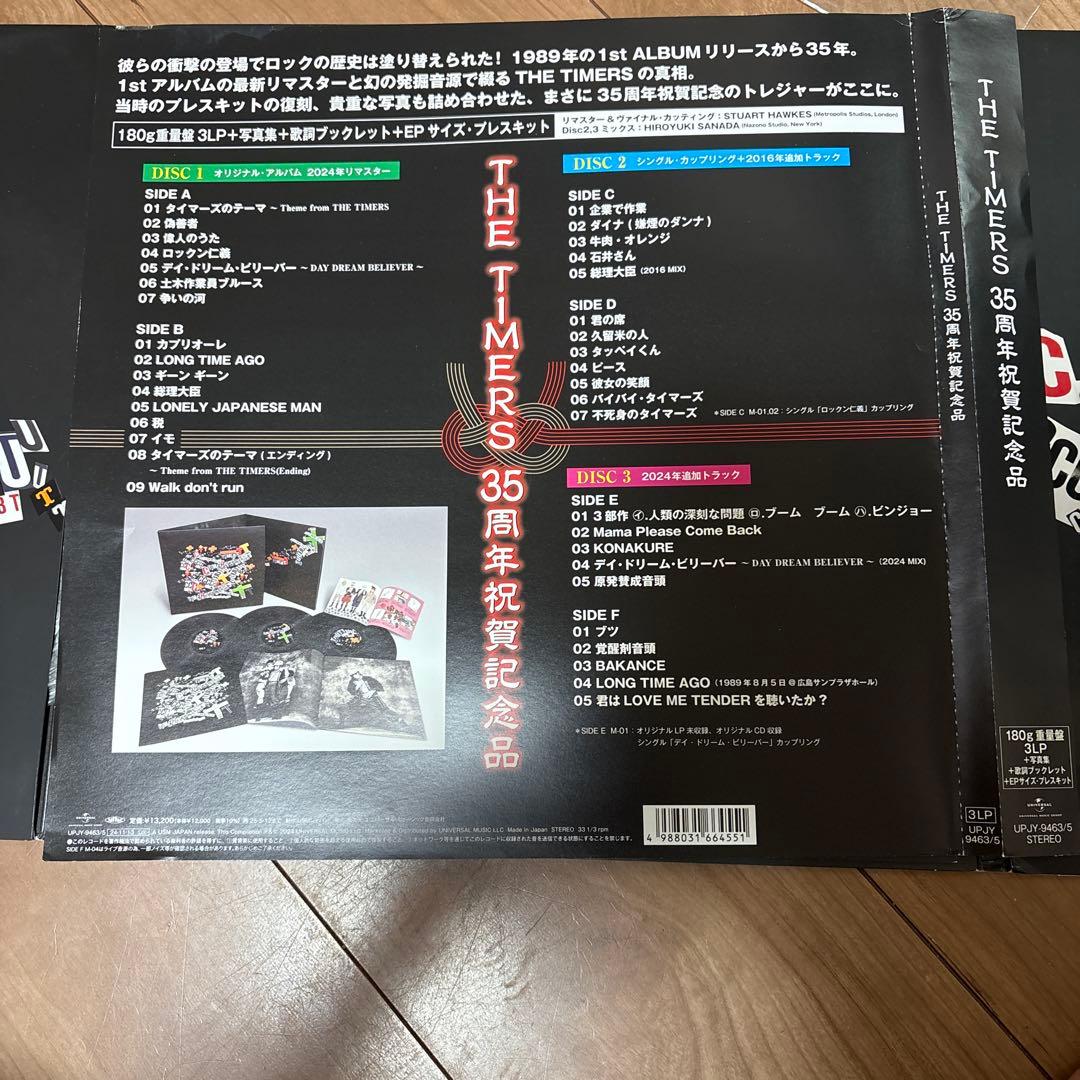 彼らの衝撃の登場でロックの歴史は塗り替えられた! 1989年の1st ALBUMリリースから35年。
1stアルバムの最新リマスターと幻の発掘音源で綴る THE TIMERS の真相。
当時のプレスキットの復刻、貴重な写真も詰め合わせた、まさに 35周年祝賀記念のトレジャーがここに。
180g重量盤 3LP+写真集+歌詞ブックレット+EPサイズ・プレスキット
リマスター&ヴァイナル・カッティング:STUART HAWKES (Metropolis Studios, London)
Disc2,3 ミックス:HIROYUKI SANADA (Nazono Studio, New York)
DISC 1 オリジナル・アルバム 2024年リマスター
SIDE A
01 タイマーズのテーマ ~ Theme from THE TIMERS
02 偽善者
03 偉人のうた
04 ロックン仁義
05 デイ・ドリーム・ビリーバー ~ DAY DREAM BELIEVER ~
06 土木作業員ブルース
07 争いの河
SIDE B
01 カプリオーレ
02 LONG TIME AGO
03 ギーン ギーン
04 総理大臣
05 LONELY JAPANESE MAN
06 税
07 イモ
08 タイマーズのテーマ (エンディング)
~ Theme from THE TIMERS(Ending)
09 Walk don't run
THE TIMERS 35周年祝賀記念品
DISC 2 シングル・カップリング+2016年追加トラック
SIDE C
01 企業で作業
02 ダイナ (嫌煙のダンナ)
03 牛肉・オレンジ
04 石井さん
05 総理大臣 (2016 MIX)
SIDE D
01 君の席
02 久留米の人
03 タッペイくん
04 ピース
05 彼女の笑顔
06 バイバイ・タイマーズ
07 不死身のタイマーズ
*SIDE C M-01,02:シングル「ロックン仁義」カップリング
DISC 3 2024年追加トラック
SIDE E
01 3部作 ㋑.人類の深刻な問題 ㋺.ブーム ブーム ㋩.ビンジョー
02 Mama Please Come Back
03 KONAKURE
04 デイ・ドリーム・ビリーバー ~ DAY DREAM BELIEVER ~ (2024 MIX)
05 原発賛成音頭
SIDE F
01 ブツ
02 覚醒剤音頭
03 BAKANCE
04 LONG TIME AGO (1989年8月5日@広島サンプラザホール)
05 君は LOVE ME TENDER を聴いたか?
*SIDE E M-01:オリジナルLP未収録、オリジナルCD収録
シングル「デイ・ドリーム・ビリーバー」カップリング
4 988031 664551
THE TIMERS 35周年祝賀記念品
3LP
UPJY
9463/5
THE TIMERS 35周年祝賀記念品
180g重量盤
3LP
+写真集
+歌詞ブックレット
+EPサイズ・プレスキット
UNIVERSAL
UPJY-9463/5
STEREO